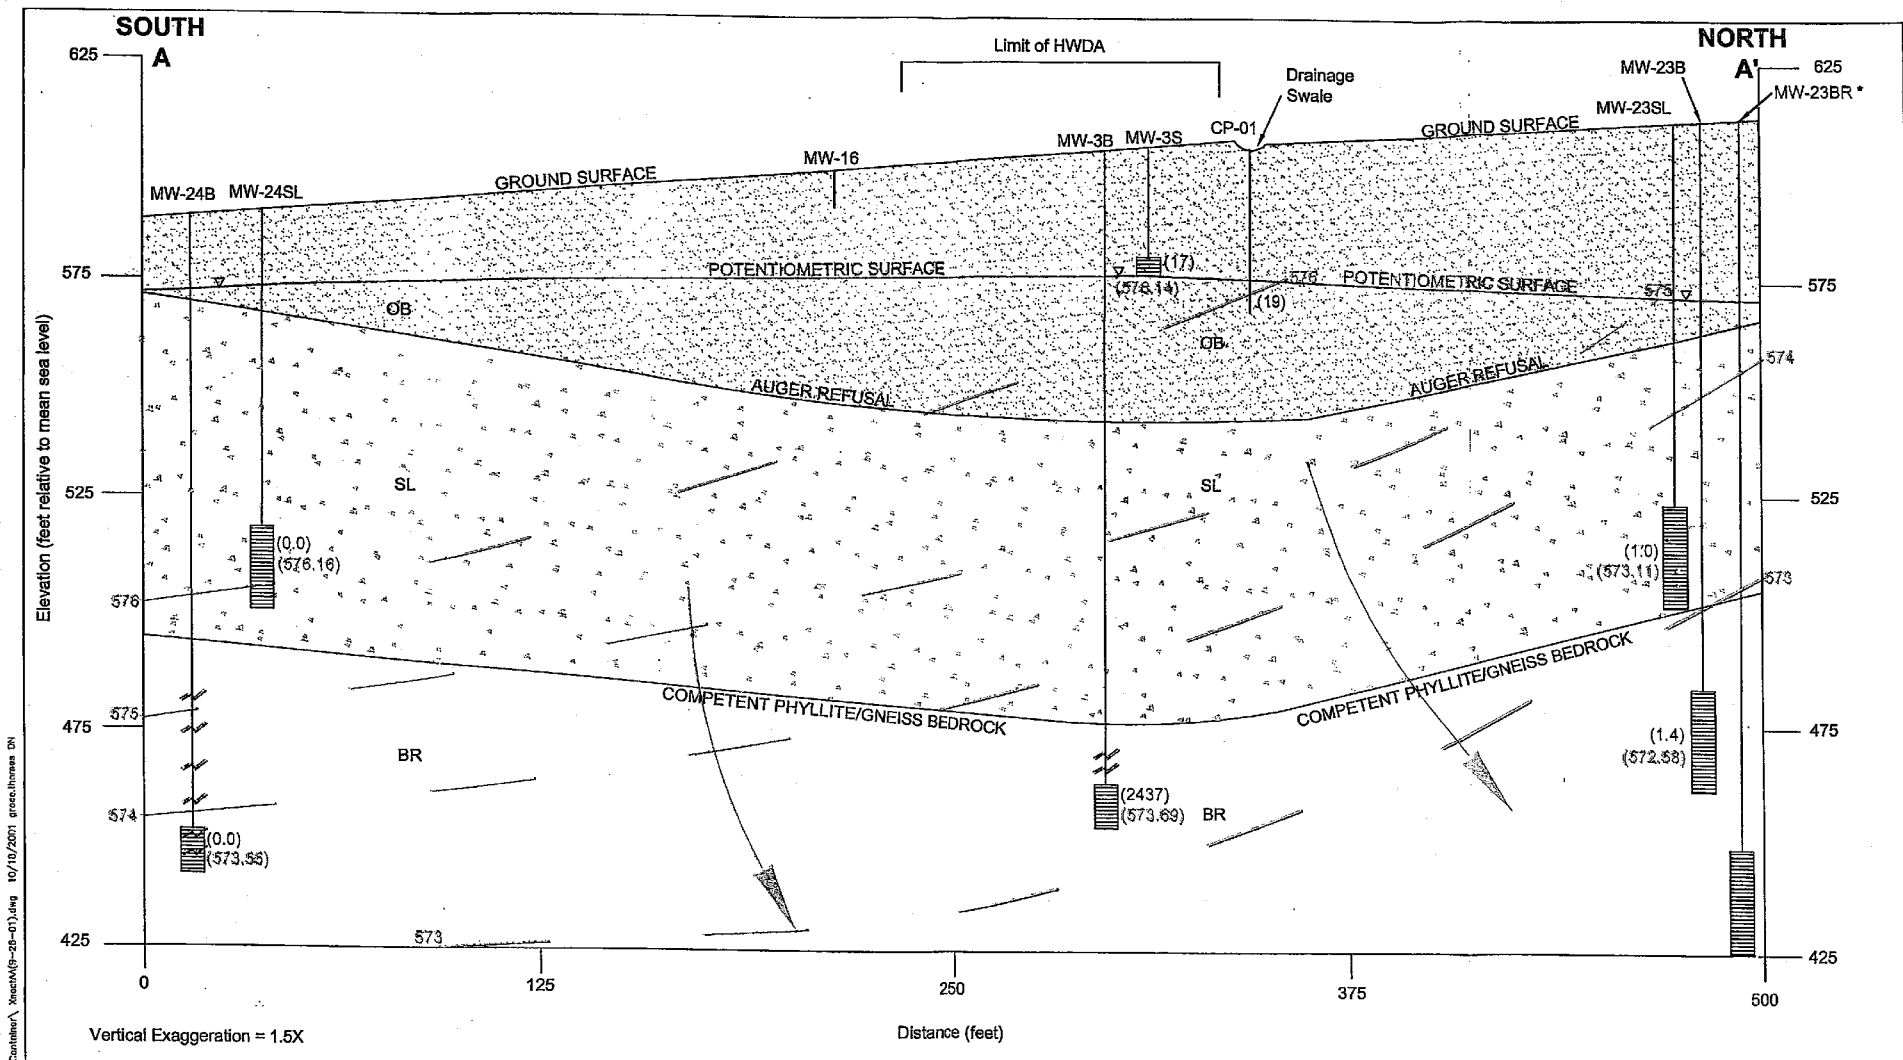 SOUTH
A
NORTH
A'
625
575
525
475
425
Elevation (feet relative to mean sea level)
Limit of HWDA
Drainage
Swale
MW-23B
625
MW-23BR *
MW-23SL
CP-01
MW-3B MW-3S
MW-16
MW-24B MW-24SL
GROUND SURFACE
GROUND SURFACE
POTENTIOMETRIC SURFACE
(17)
(576.14)
576
(19)
POTENTIOMETRIC SURFACE
575
575
OB
OB
AUGER REFUSAL
AUGER REFUSAL
574
SL
SL
525
(0.0)
(576.16)
576
(1.0)
(573.11)
573
COMPETENT PHYLLITE/GNEISS BEDROCK
COMPETENT PHYLLITE/GNEISS BEDROCK
575
475
BR
BR
(1.4)
(572.58)
(2437)
(573.69)
574
(0.0)
573
425
0
125
250
375
500
Vertical Exaggeration = 1.5X
Distance (feet)
10/10/2001